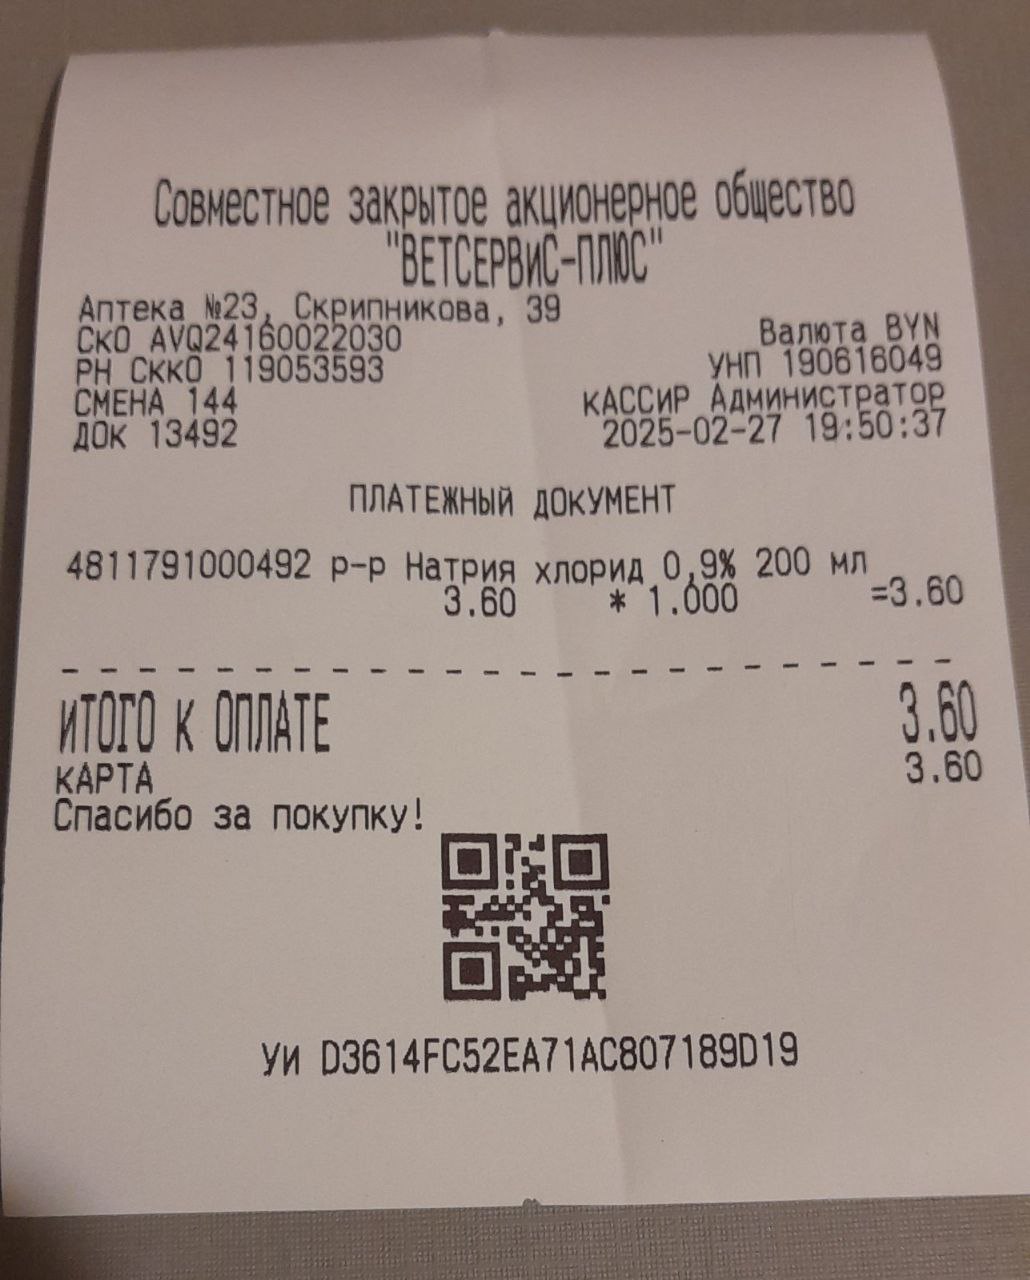 Совместное закрытое акционерное общество
"ВЕТСЕРВИС-ПЛЮС"
Аптека №23, Скрипникова, 39
СКО AVQ24160022030 Валюта BYN
РН СККО 119053593 УНП 190616049
СМЕНА 144 КАССИР Администратор
ДОК 13492 2025-02-27 19:50:37
ПЛАТЕЖНЫЙ ДОКУМЕНТ
4811791000492 р-р Натрия хлорид 0,9% 200 мл
3.60 * 1.000 =3.60
ИТОГО К ОПЛАТЕ 3.60
КАРТА 3.60
Спасибо за покупку!
УИ D3614FC52EA71AC807189D19